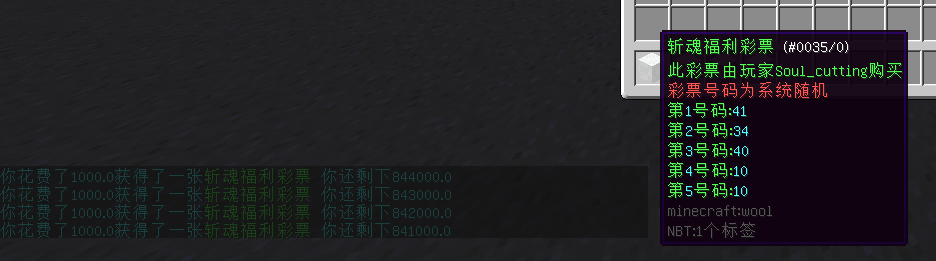 斩魂福利彩票 (#0035/0)
此彩票由玩家Soul_cutting购买
彩票号码为系统随机
第1号码:41
第2号码:34
第3号码:40
第4号码:10
第5号码:10
minecraft:wool
NBT:1个标签
你花费了1000.0获得了一张斩魂福利彩票 你还剩下844000.0
你花费了1000.0获得了一张斩魂福利彩票 你还剩下843000.0
你花费了1000.0获得了一张斩魂福利彩票 你还剩下842000.0
你花费了1000.0获得了一张斩魂福利彩票 你还剩下841000.0